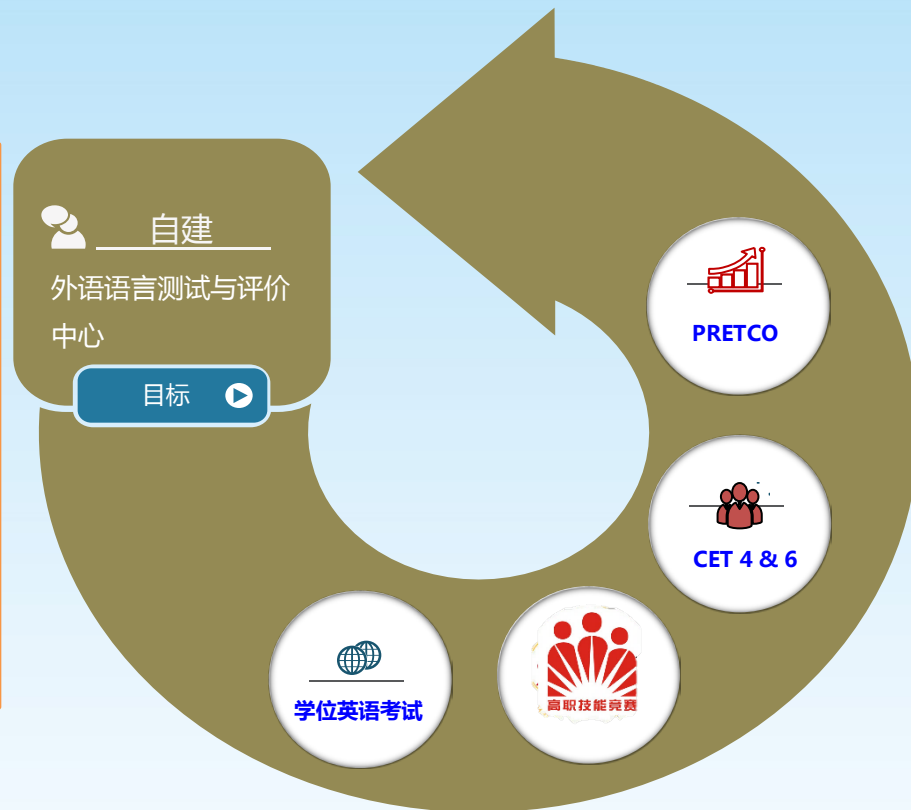 自建
外语语言测试与评价
中心
目标
PRETCO
CET 4 & 6
高职技能竞赛
学位英语考试